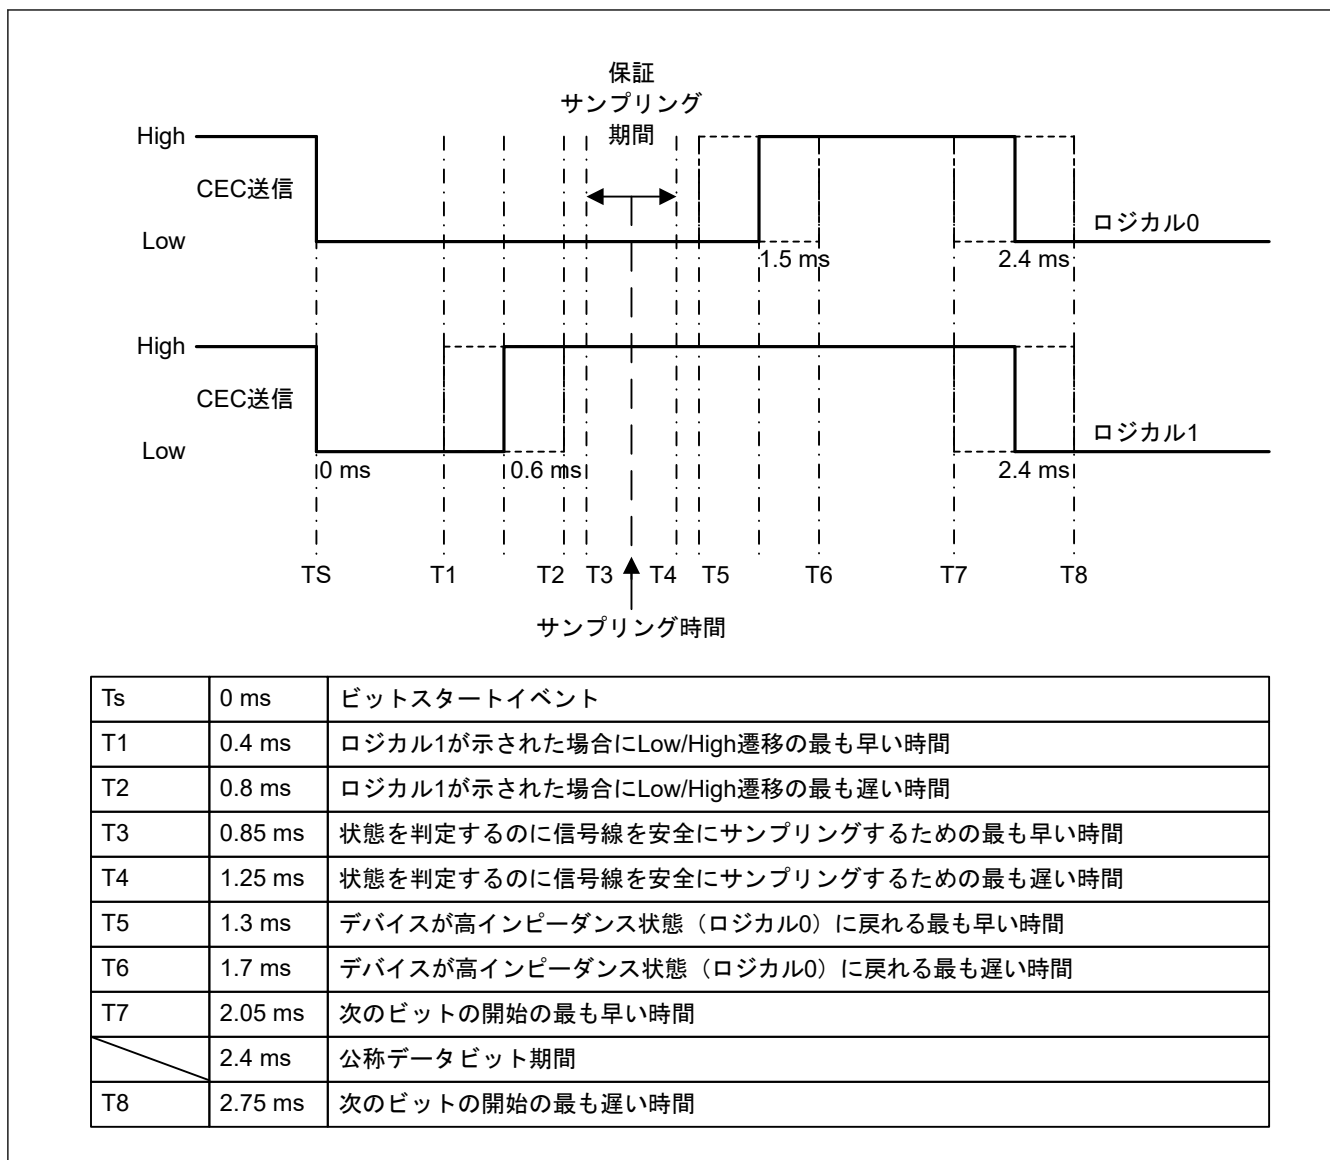 保証
サンプリング
期間
High
CEC送信
Low
ロジカル0
1.5 ms
2.4 ms
High
CEC送信
Low
ロジカル1
0 ms
0.6 ms
2.4 ms
TS
T1
T2
T3
T4
T5
T6
T7
T8
サンプリング時間
Ts 0 ms ビットスタートイベント
T1 0.4 ms ロジカル1が示された場合にLow/High遷移の最も早い時間
T2 0.8 ms ロジカル1が示された場合にLow/High遷移の最も遅い時間
T3 0.85 ms 状態を判定するのに信号線を安全にサンプリングするための最も早い時間
T4 1.25 ms 状態を判定するのに信号線を安全にサンプリングするための最も遅い時間
T5 1.3 ms デバイスが高インピーダンス状態（ロジカル0）に戻れる最も早い時間
T6 1.7 ms デバイスが高インピーダンス状態（ロジカル0）に戻れる最も遅い時間
T7 2.05 ms 次のビットの開始の最も早い時間
2.4 ms 公称データビット期間
T8 2.75 ms 次のビットの開始の最も遅い時間